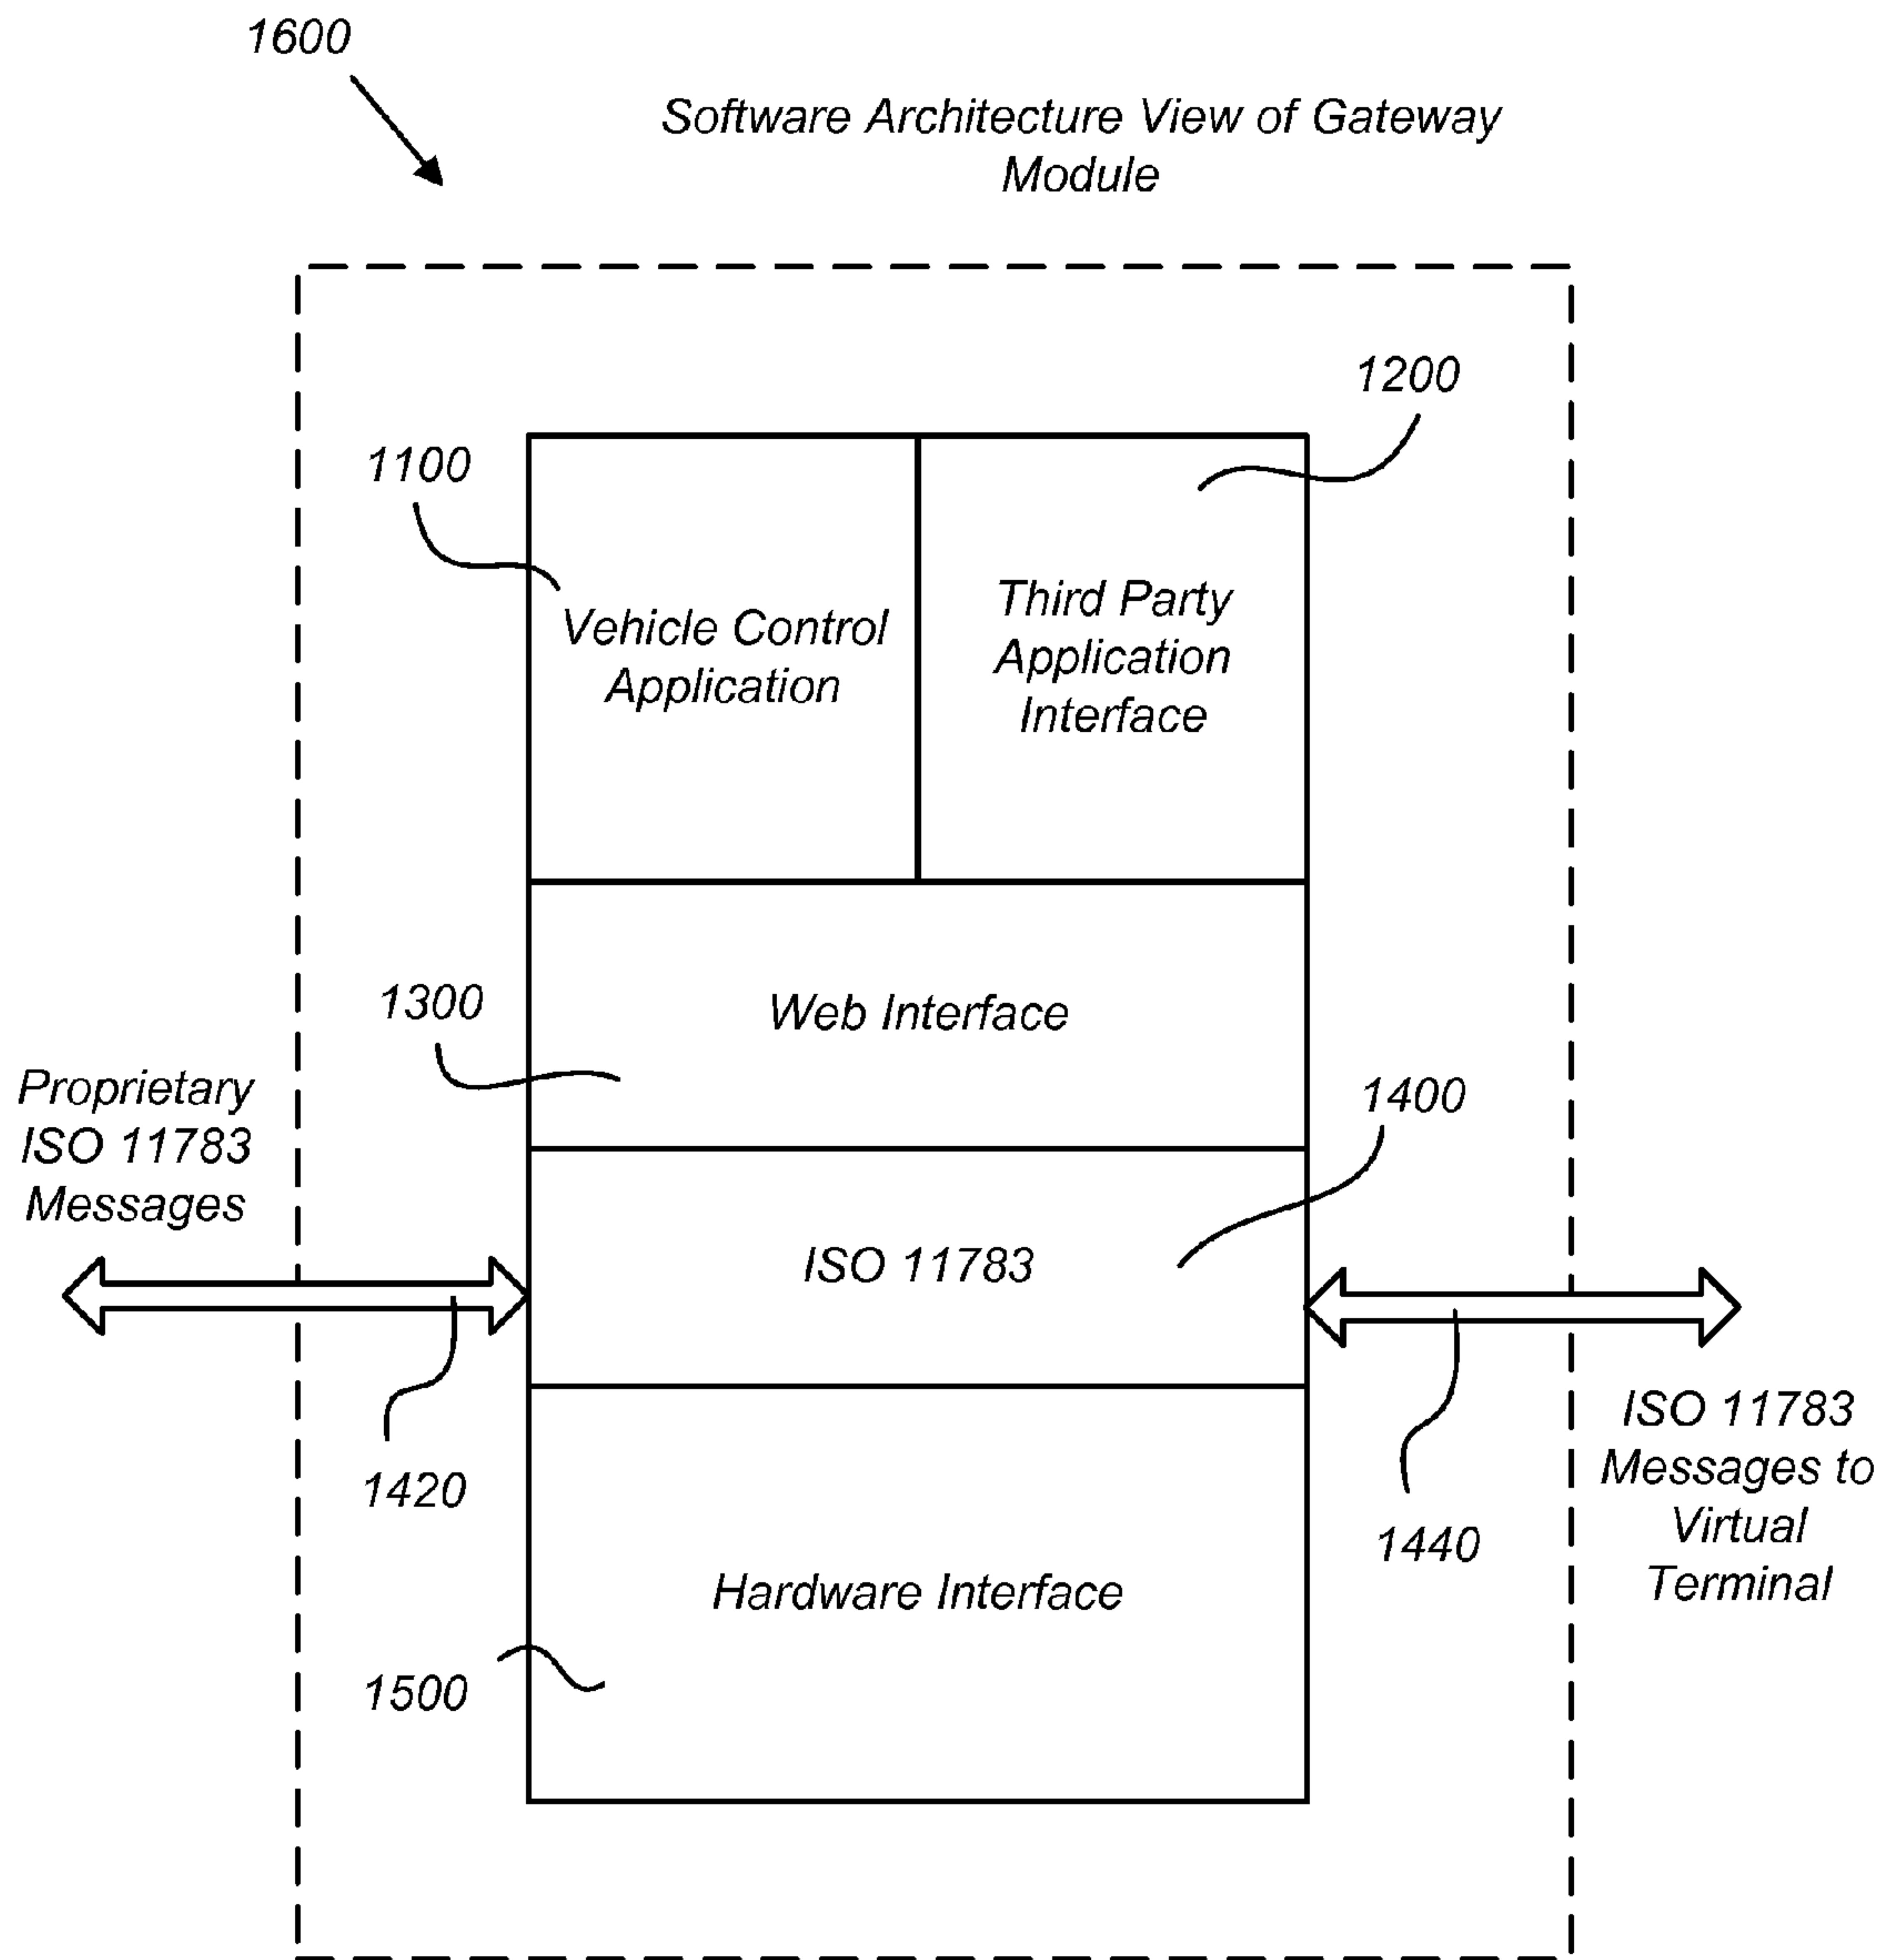 1600
Software Architecture View of Gateway
Module
1200
1100
Third Party
Application
Interface
Vehicle Control
Application
1300
Web Interface
Proprietary
ISO 11783
Messages
1400
ISO 11783
1420
ISO 11783
Messages to
Virtual
Terminal
1440
Hardware Interface
1500